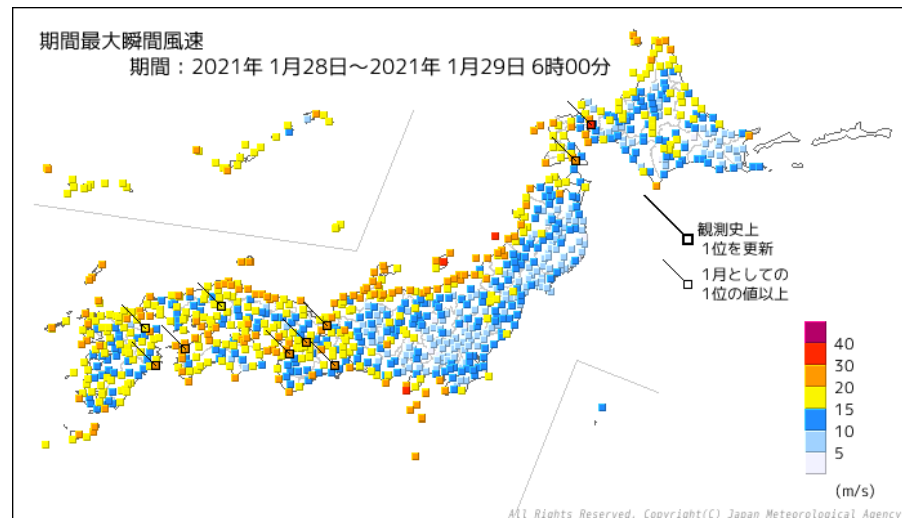 期間最大瞬間風速
期間：2021年 1月28日～2021年 1月29日 6時00分
観測史上
1位を更新
1月としての
1位の値以上
40
30
20
15
10
5
(m/s)
All Rights Reserved. Copyright(C) Japan Meteorological Agency